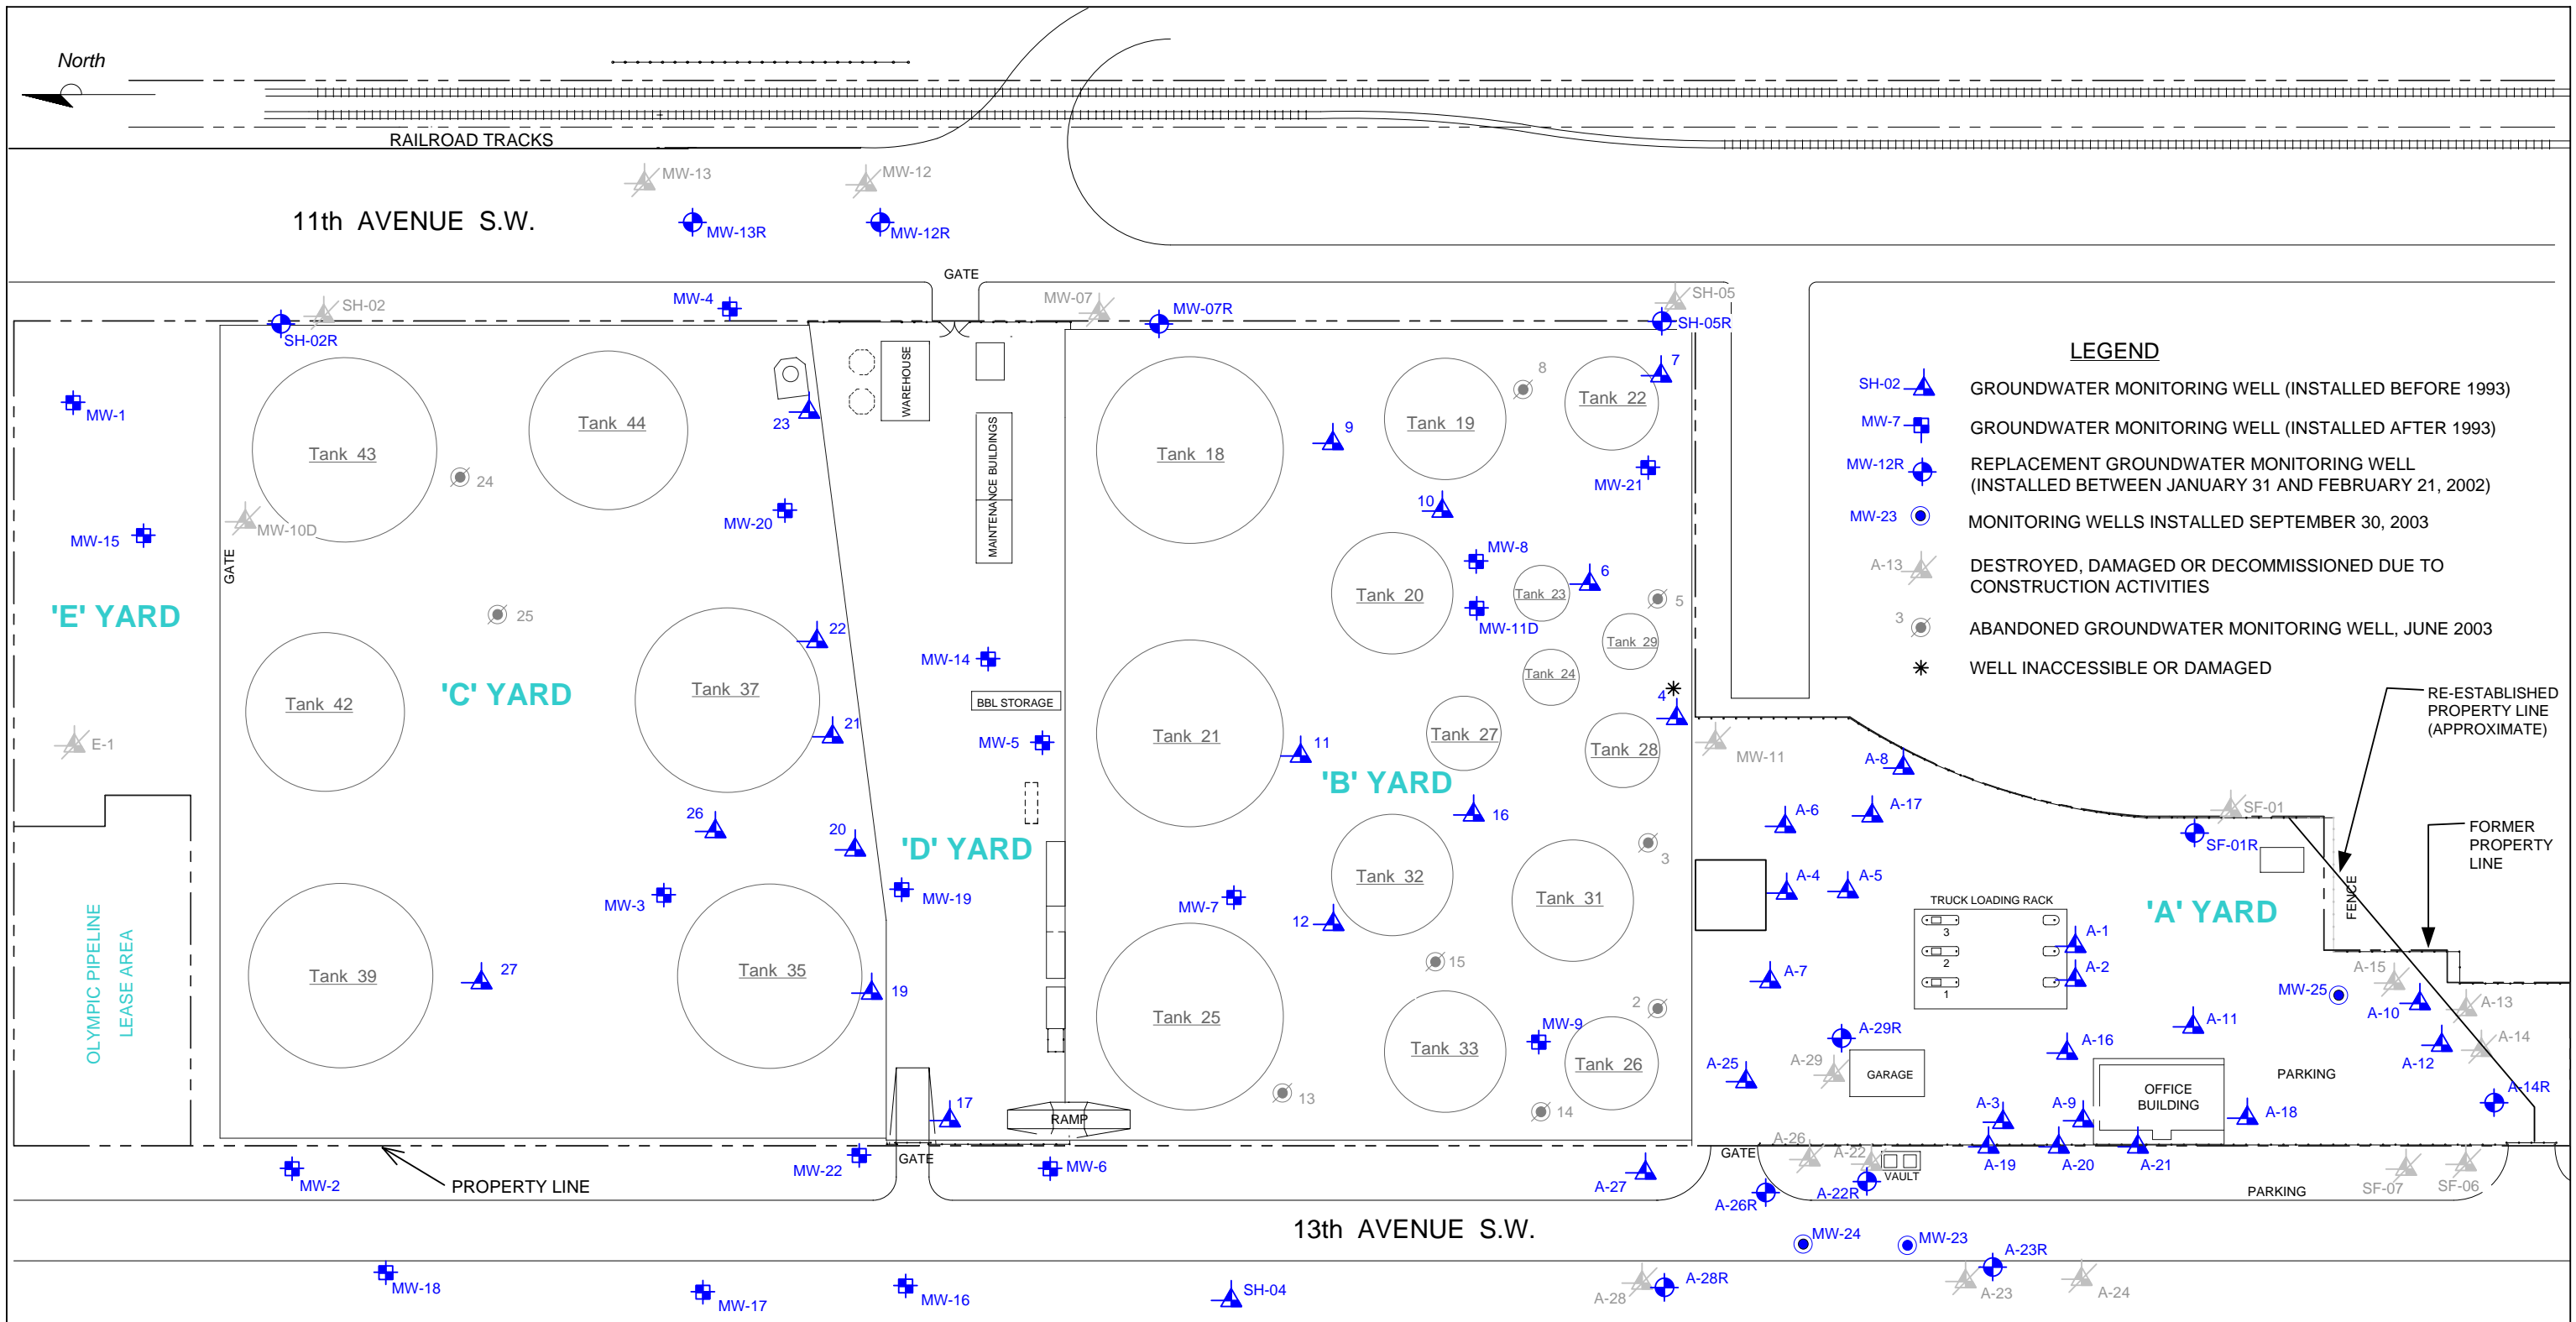 North
RAILROAD TRACKS
MW-13
MW-12
11th AVENUE S.W.
MW-13R
MW-12R
GATE
SH-02
MW-4
MW-07
MW-07R
SH-05
SH-02R
SH-05R
LEGEND
SH-02 GROUNDWATER MONITORING WELL (INSTALLED BEFORE 1993)
MW-7 GROUNDWATER MONITORING WELL (INSTALLED AFTER 1993)
MW-12R REPLACEMENT GROUNDWATER MONITORING WELL
(INSTALLED BETWEEN JANUARY 31 AND FEBRUARY 21, 2002)
MW-23 MONITORING WELLS INSTALLED SEPTEMBER 30, 2003
A-13 DESTROYED, DAMAGED OR DECOMMISSIONED DUE TO
CONSTRUCTION ACTIVITIES
3 ABANDONED GROUNDWATER MONITORING WELL, JUNE 2003
WELL INACCESSIBLE OR DAMAGED
RE-ESTABLISHED
PROPERTY LINE
(APPROXIMATE)
FORMER
PROPERTY
LINE
FENCE
MW-1
MW-15
'E' YARD
E-1
OLYMPIC PIPELINE
LEASE AREA
GATE
MW-10D
Tank 43
Tank 44
24
23
MW-20
25
22
'C' YARD
Tank 42
Tank 37
21
26
20
MW-3
MW-19
Tank 39
27
Tank 35
19
WAREHOUSE
MAINTENANCE BUILDINGS
MW-14
BBL STORAGE
MW-5
'D' YARD
17
RAMP
Tank 18
9
Tank 19
8
Tank 22
7
MW-21
10
MW-8
Tank 20
Tank 23
6
5
MW-11D
Tank 29
Tank 24
4
Tank 21
11
Tank 27
Tank 28
MW-11
'B' YARD
16
3
Tank 32
MW-7
12
Tank 31
15
2
Tank 25
Tank 33
MW-9
Tank 26
13
14
A-8
A-6
A-17
SF-01
SF-01R
A-4
A-5
TRUCK LOADING RACK
3
2
1
A-1
A-2
'A' YARD
A-7
A-15
MW-25
A-10
A-13
A-11
A-12
A-14
A-29R
A-16
A-25
A-29
GARAGE
OFFICE
BUILDING
PARKING
A-14R
A-3
A-9
A-18
A-26
A-22
A-19
A-20
A-21
GATE
VAULT
SF-07
SF-06
MW-2
PROPERTY LINE
MW-22
GATE
MW-6
A-27
A-26R
A-22R
PARKING
13th AVENUE S.W.
MW-24
MW-23
A-23R
MW-18
MW-17
MW-16
SH-04
A-28
A-28R
A-23
A-24